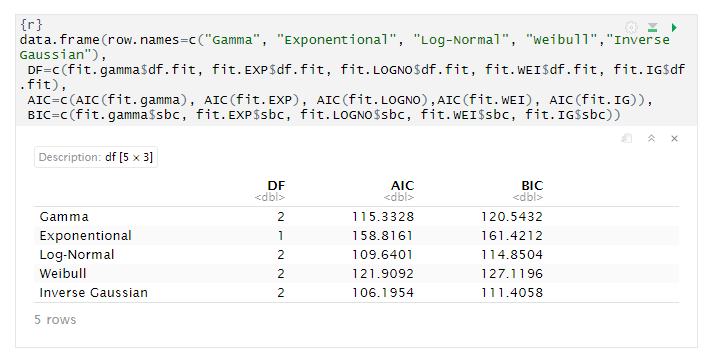 {r}
data.frame(row.names=c("Gamma", "Exponentional", "Log-Normal", "Weibull","Inverse
Gaussian"),
DF=c(fit.gamma$df.fit, fit.EXP$df.fit, fit.LOGNO$df.fit, fit.WEI$df.fit, fit.IG$df
.fit),
AIC=c(AIC(fit.gamma), AIC(fit.EXP), AIC(fit.LOGNO),AIC(fit.WEI), AIC(fit.IG)),
BIC=c(fit.gamma$sbc, fit.EXP$sbc, fit.LOGNO$sbc, fit.WEI$sbc, fit.IG$sbc))
Description: df [5 × 3]
DF AIC BIC
<dbl> <dbl> <dbl>
Gamma 2 115.3328 120.5432
Exponentional 1 158.8161 161.4212
Log-Normal 2 109.6401 114.8504
Weibull 2 121.9092 127.1196
Inverse Gaussian 2 106.1954 111.4058
5 rows